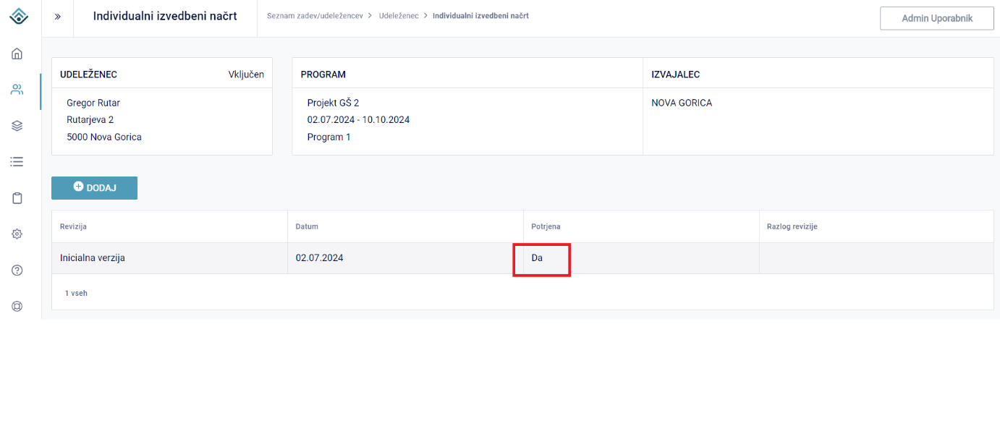 Individualni izvedbeni načrt
Seznam zadev/udeležencev > Udeleženec > Individualni izvedbeni načrt
Admin Uporabnik
UDELEŽENEC Vključen
Gregor Rutar
Rutarjeva 2
5000 Nova Gorica
PROGRAM
Projekt GŠ 2
02.07.2024 - 10.10.2024
Program 1
IZVAJALEC
NOVA GORICA
DODAJ
Revizija Datum Potrjena Razlog revizije
Inicialna verzija 02.07.2024 Da
1 vseh